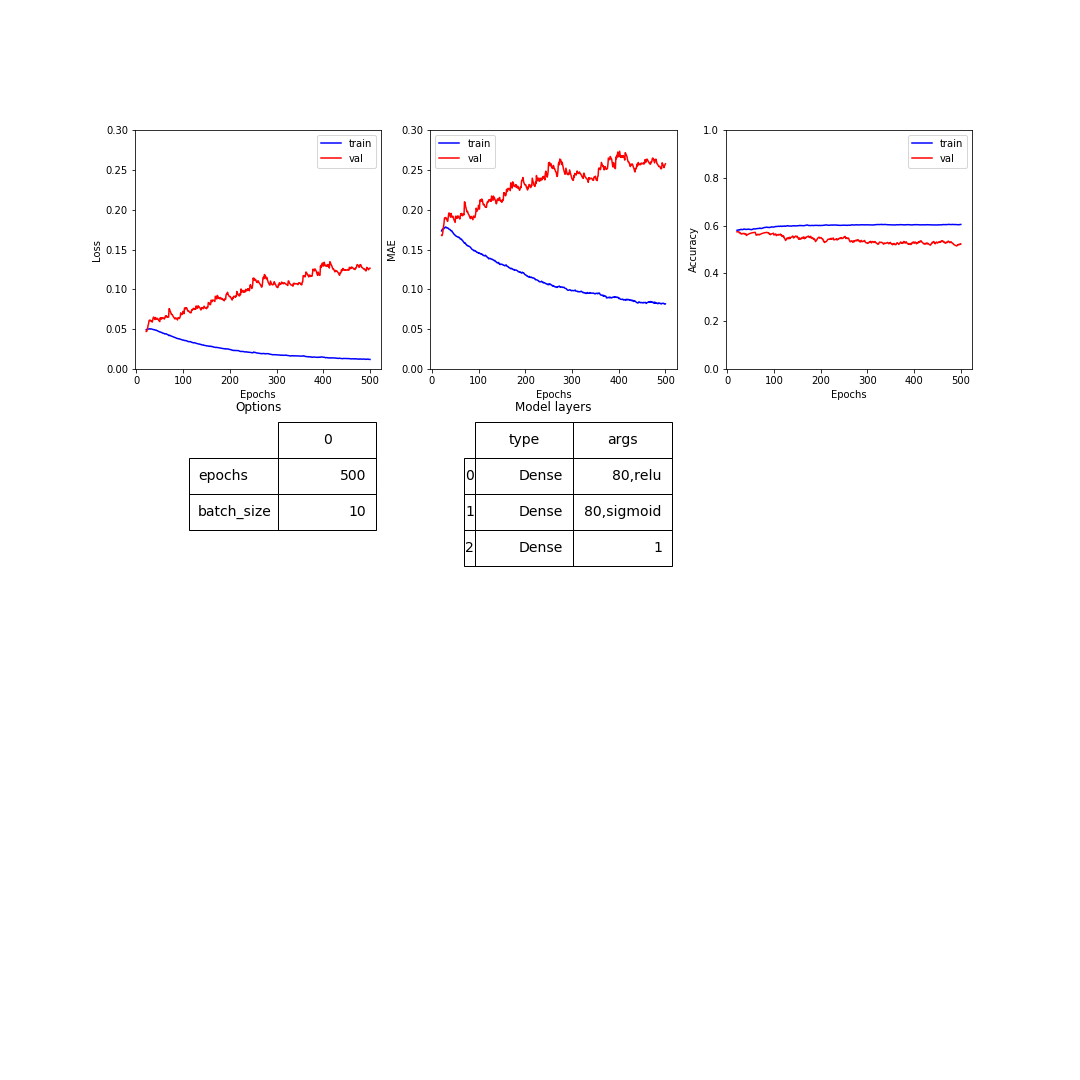 0.30
0.25
0.20
0.15
0.10
0.05
0.00
Loss
train
val
0 100 200 300 400 500
Epochs
0.30
0.25
0.20
0.15
0.10
0.05
0.00
MAE
train
val
0 100 200 300 400 500
Epochs
1.0
0.8
0.6
0.4
0.2
0.0
Accuracy
train
val
0 100 200 300 400 500
Epochs
Options
0
epochs 500
batch_size 10
Model layers
type args
0 Dense 80,relu
1 Dense 80,sigmoid
2 Dense 1